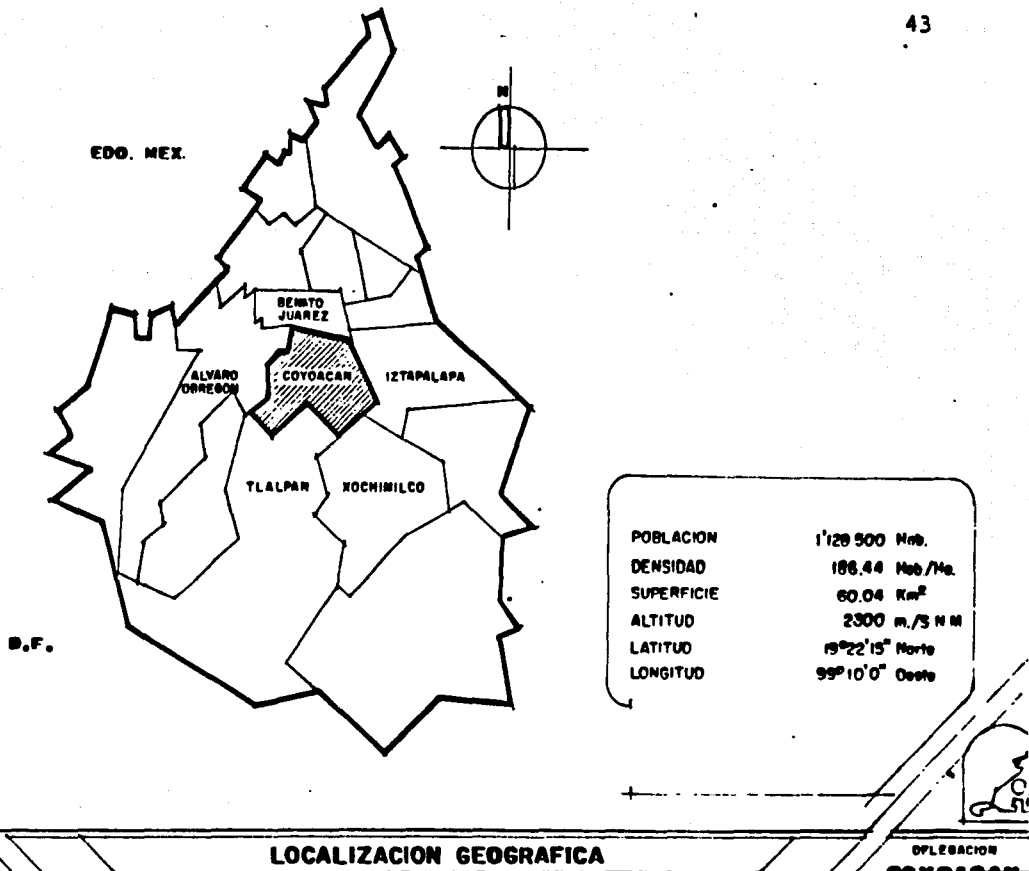 43
N
EDO. MEX.
BENITO
JUAREZ
ALVARO
OBREGON
COYOACAN
IZTAPALAPA
TLALPAN
XOCHIMILCO
D.F.
POBLACION 1'128 500 Hab.
DENSIDAD 186.44 Hab/Ha.
SUPERFICIE 60.04 Km²
ALTITUD 2300 m./S N M
LATITUD 19°22'15" Norte
LONGITUD 99°10'0" Oeste
LOCALIZACION GEOGRAFICA
DELEGACION